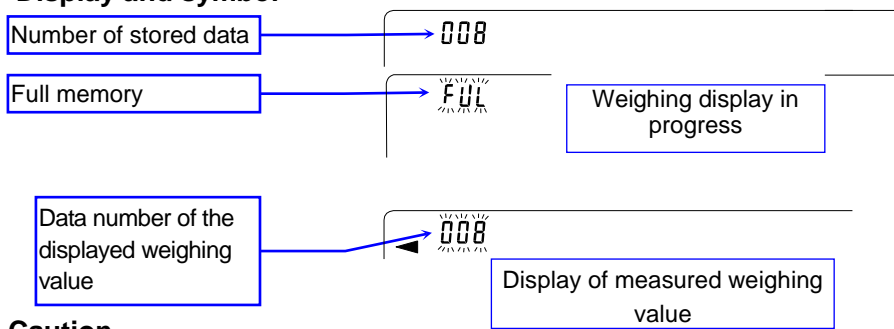 Display and symbol
Number of stored data
008
Full memory
FUL
Weighing display in
progress
Data number of the
displayed weighing
value
008
Display of measured weighing
value
Caution